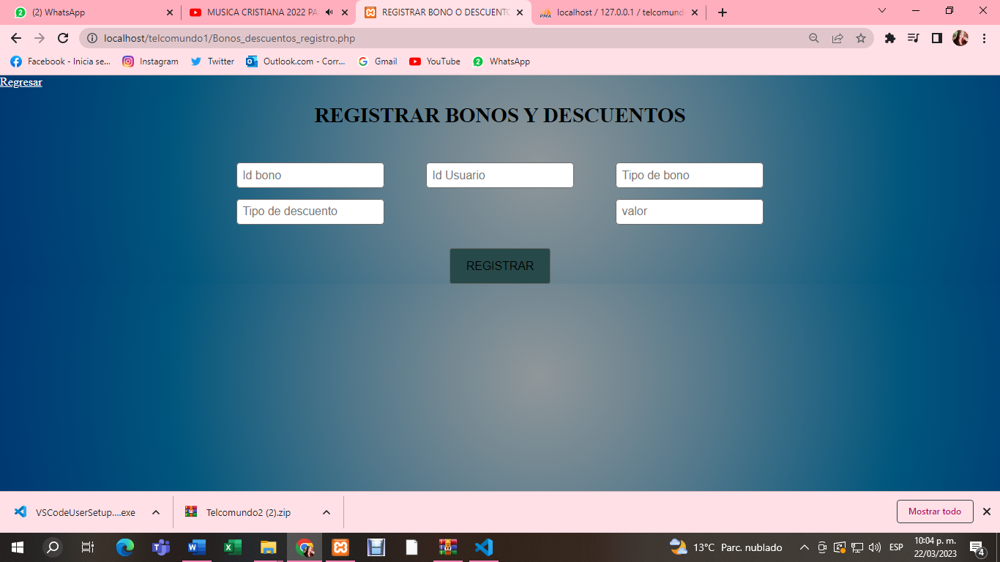 (2) WhatsApp
MUSICA CRISTIANA 2022 PA
REGISTRAR BONO O DESCUENTO
localhost / 127.0.0.1 / telcomund
localhost/telcomundo1/Bonos_descuentos_registro.php
Facebook - Inicia se...
Instagram
Twitter
Outlook.com - Corr...
Gmail
YouTube
WhatsApp
Regresar
REGISTRAR BONOS Y DESCUENTOS
Id bono
Id Usuario
Tipo de bono
Tipo de descuento
valor
REGISTRAR
VSCodeUserSetup....exe
Telcomundo2 (2).zip
Mostrar todo
13°C Parc. nublado
ESP
10:04 p. m.
22/03/2023
4